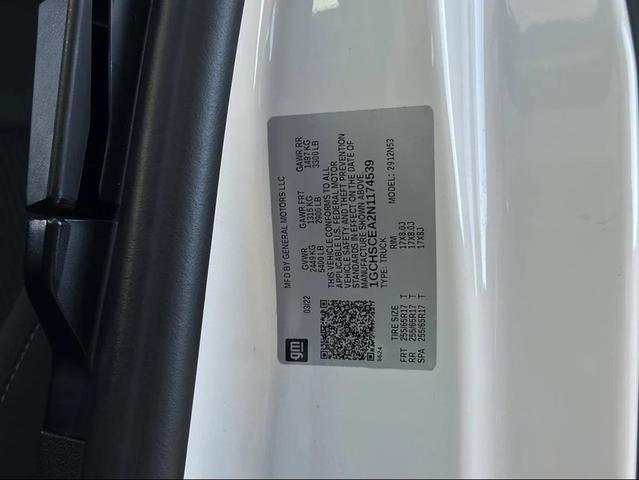 gm
MFD BY GENERAL MOTORS LLC
03/22
GVWR GAWR FRT GAWR RR
2449 KG 1315 KG 1497 KG
5400 LB 2900 LB 3300 LB
THIS VEHICLE CONFORMS TO ALL
APPLICABLE U.S. FEDERAL MOTOR
VEHICLE SAFETY AND THEFT PREVENTION
STANDARDS IN EFFECT ON THE DATE OF
MANUFACTURE SHOWN ABOVE.
1GCHSCEA2N1174539
TYPE: TRUCK MODEL: 2912N53
8624
TIRE SIZE RIM
FRT 255/65R17 T 17X8.0J
RR 255/65R17 T 17X8.0J
SPA 255/65R17 T 17X8J